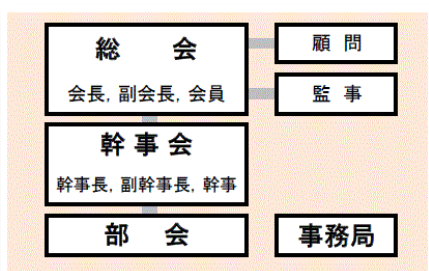 総　会
顧 問
会長, 副会長, 会員
監 事
幹 事 会
幹事長, 副幹事長, 幹事
部　会
事務局